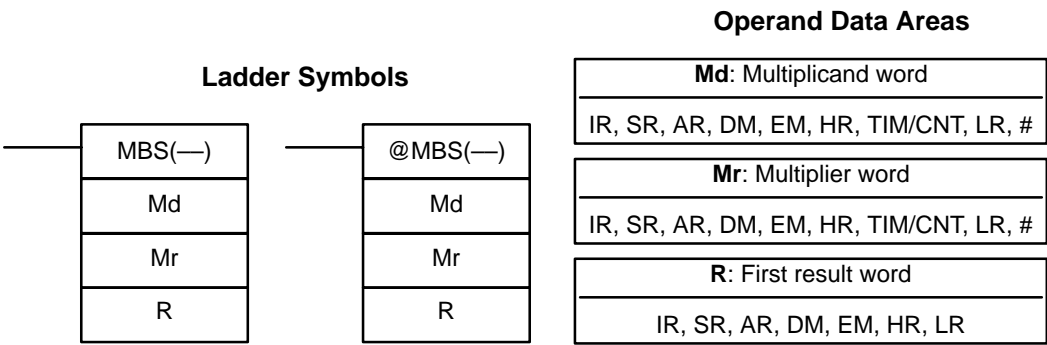 Ladder Symbols
MBS(––)
Md
Mr
R
@MBS(––)
Md
Mr
R
Operand Data Areas
Md: Multiplicand word
IR, SR, AR, DM, EM, HR, TIM/CNT, LR, #
Mr: Multiplier word
IR, SR, AR, DM, EM, HR, TIM/CNT, LR, #
R: First result word
IR, SR, AR, DM, EM, HR, LR